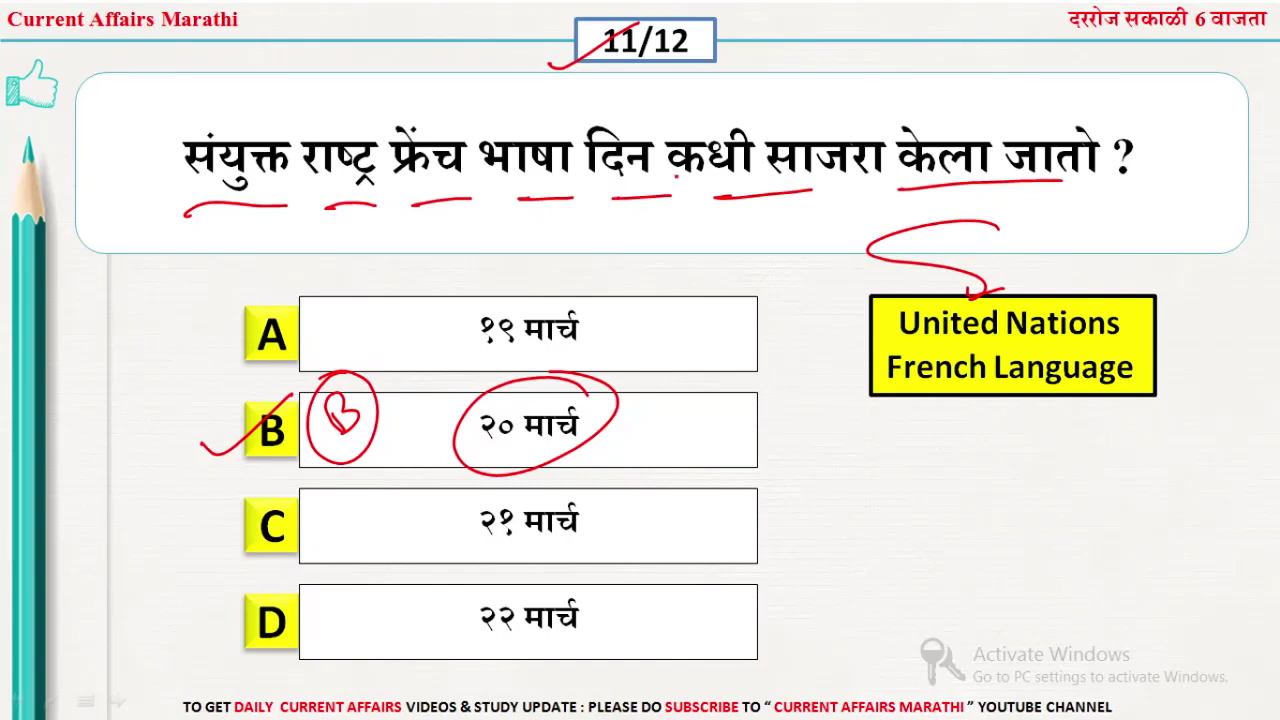 Current Affairs Marathi
दररोज सकाळी 6 वाजता
11/12
संयुक्त राष्ट्र फ्रेंच भाषा दिन कधी साजरा केला जातो ?
A
१९ मार्च
B
B
२० मार्च
C
२१ मार्च
D
२२ मार्च
United Nations
French Language
Activate Windows
Go to PC settings to activate Windows.
TO GET DAILY CURRENT AFFAIRS VIDEOS & STUDY UPDATE : PLEASE DO SUBSCRIBE TO “ CURRENT AFFAIRS MARATHI ” YOUTUBE CHANNEL